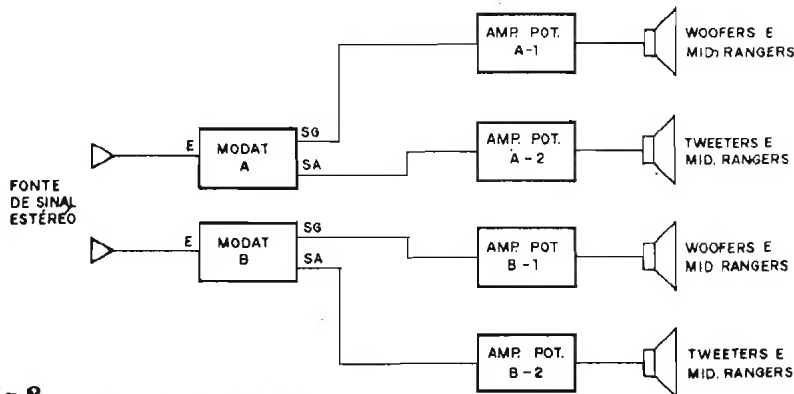 AMP. POT.
A-1
WOOFERS E
MID. RANGERS
E
MODAT
A
SG
SA
AMP. POT.
A-2
TWEETERS E
MID. RANGERS
FONTE
DE SINAL
ESTÉREO
E
MODAT
B
SG
SA
AMP. POT.
B-1
WOOFERS E
MID RANGERS
AMP. POT.
B-2
TWEETERS E
MID. RANGERS